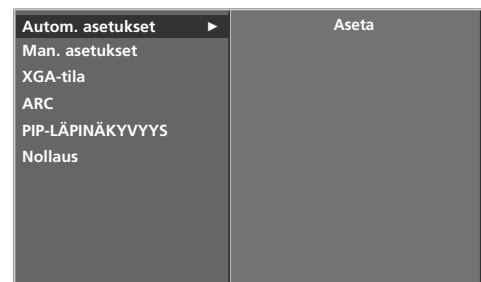 Autom. asetukset ►
Aseta
Man. asetukset
XGA-tila
ARC
PIP-LÄPINÄKYVYYS
Nollaus